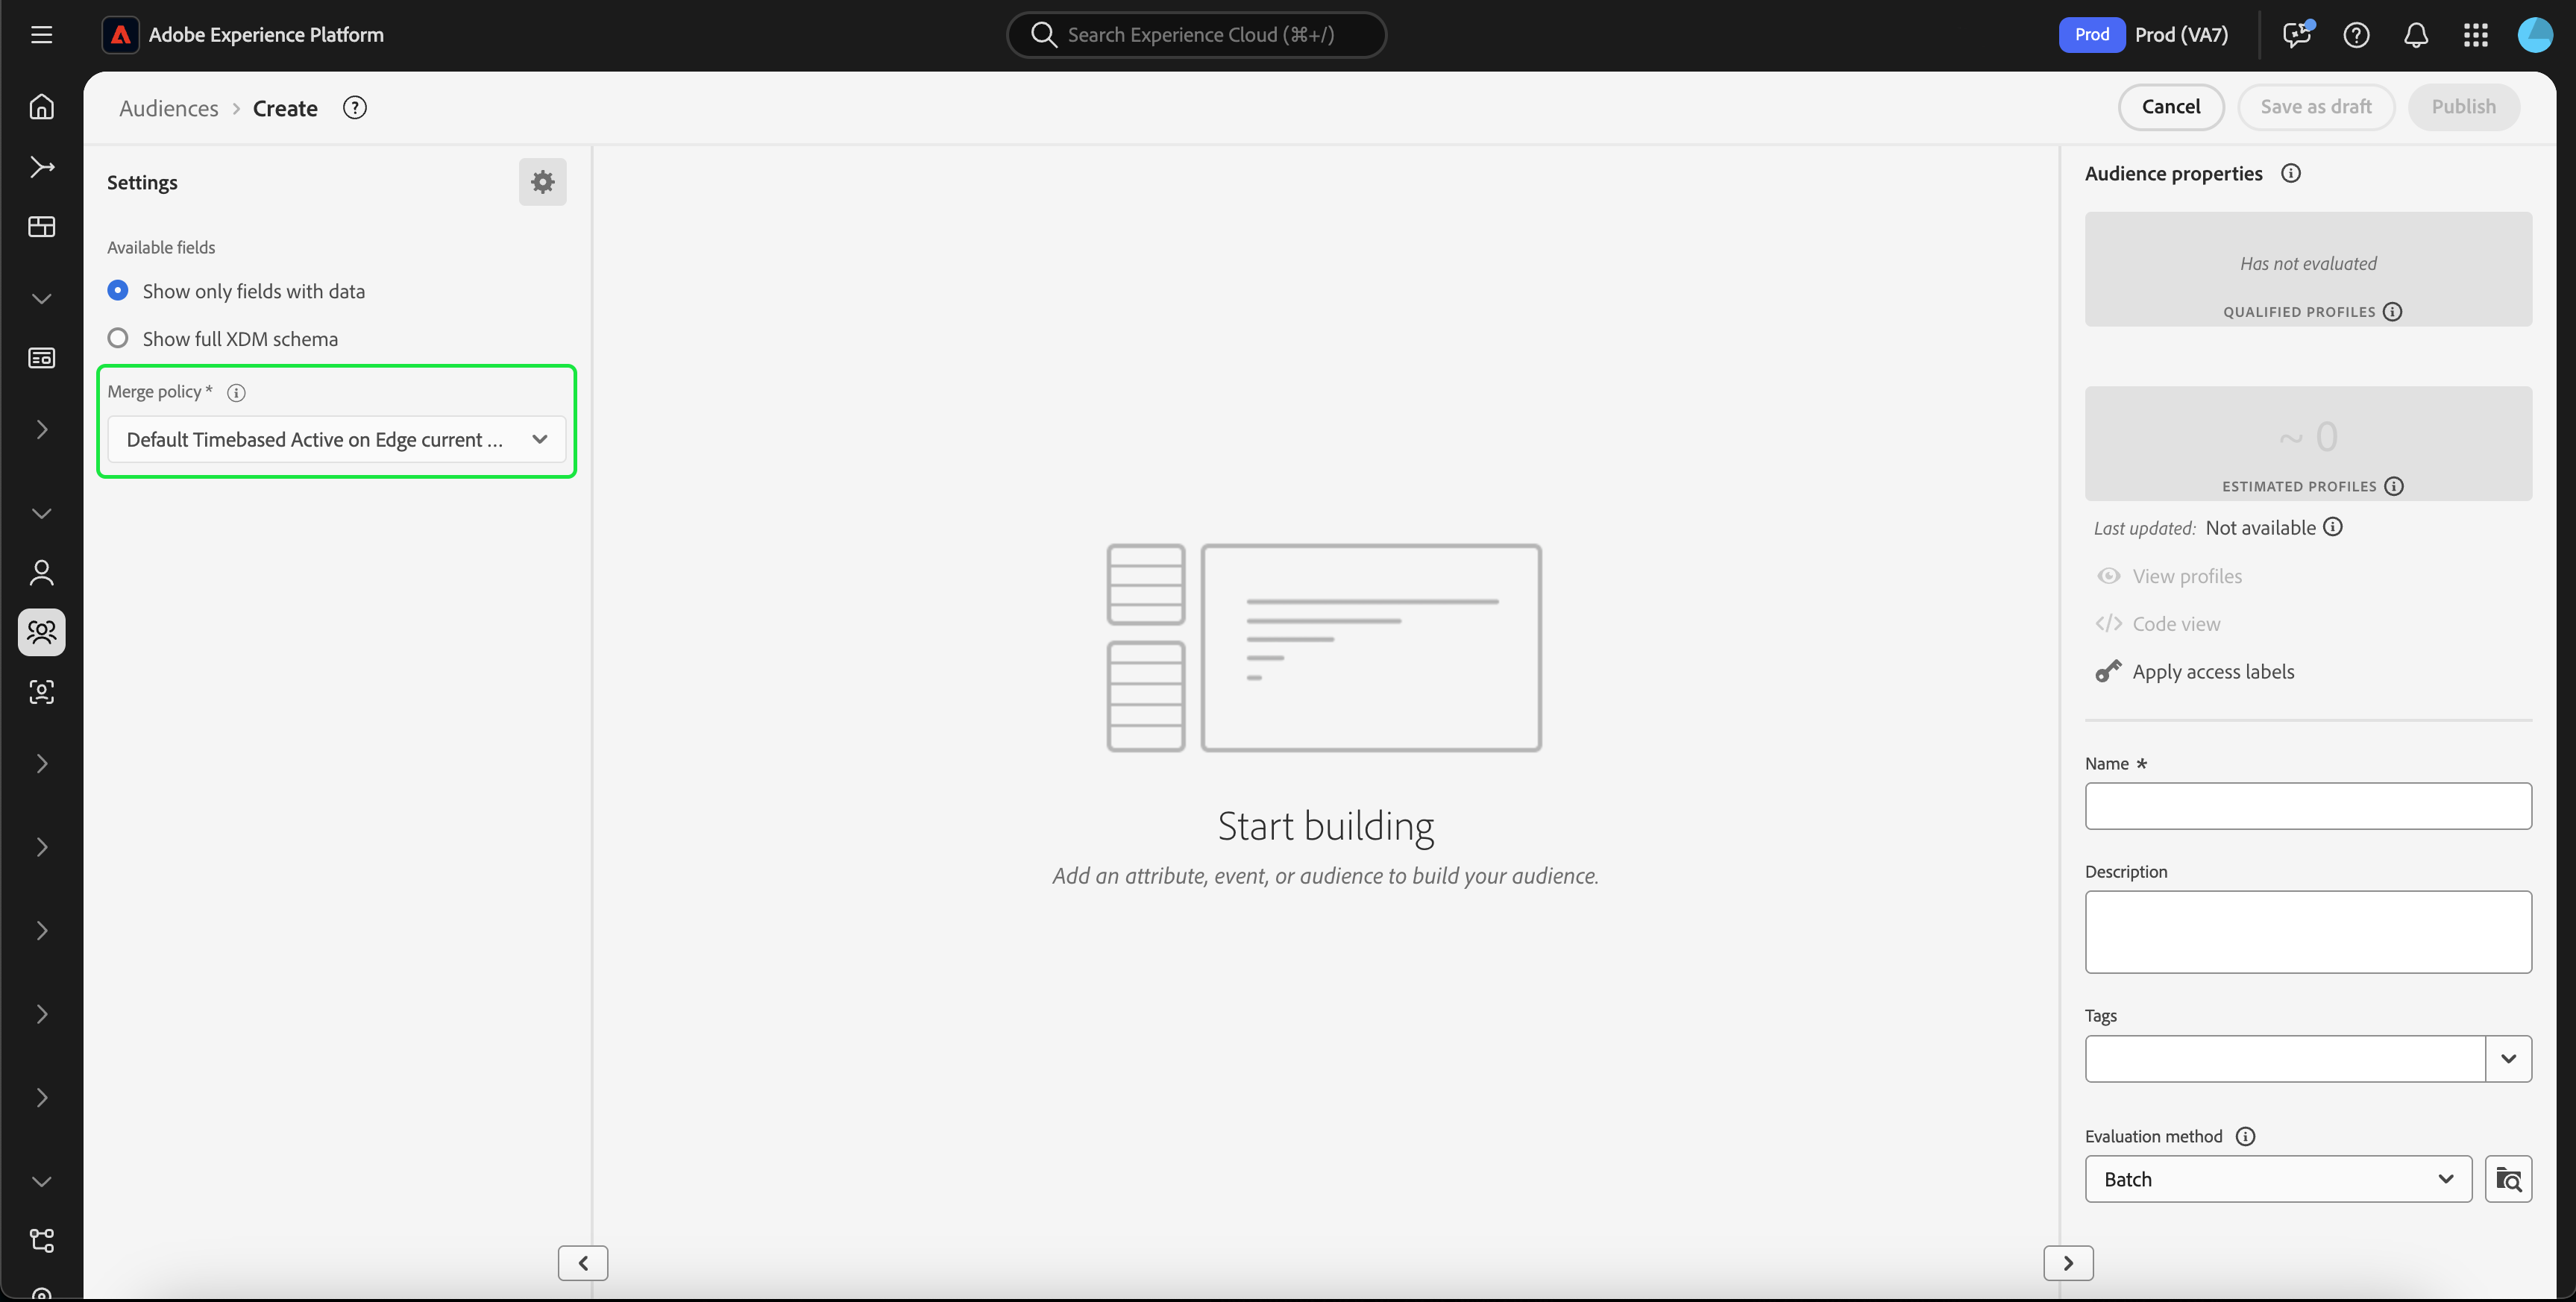 Adobe Experience Platform
Search Experience Cloud (⌘+/)
Prod
Prod (VA7)
Audiences
Create
Cancel
Save as draft
Publish
Settings
Available fields
Show only fields with data
Show full XDM schema
Merge policy *
Default Timebased Active on Edge current ...
Start building
Add an attribute, event, or audience to build your audience.
Audience properties
Has not evaluated
QUALIFIED PROFILES
~ 0
ESTIMATED PROFILES
Last updated: Not available
View profiles
Code view
Apply access labels
Name *
Description
Tags
Evaluation method
Batch